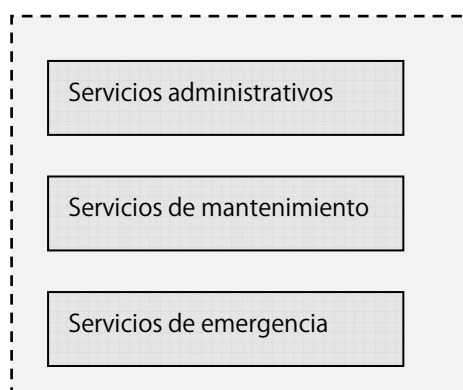 Servicios administrativos
Servicios de mantenimiento
Servicios de emergencia